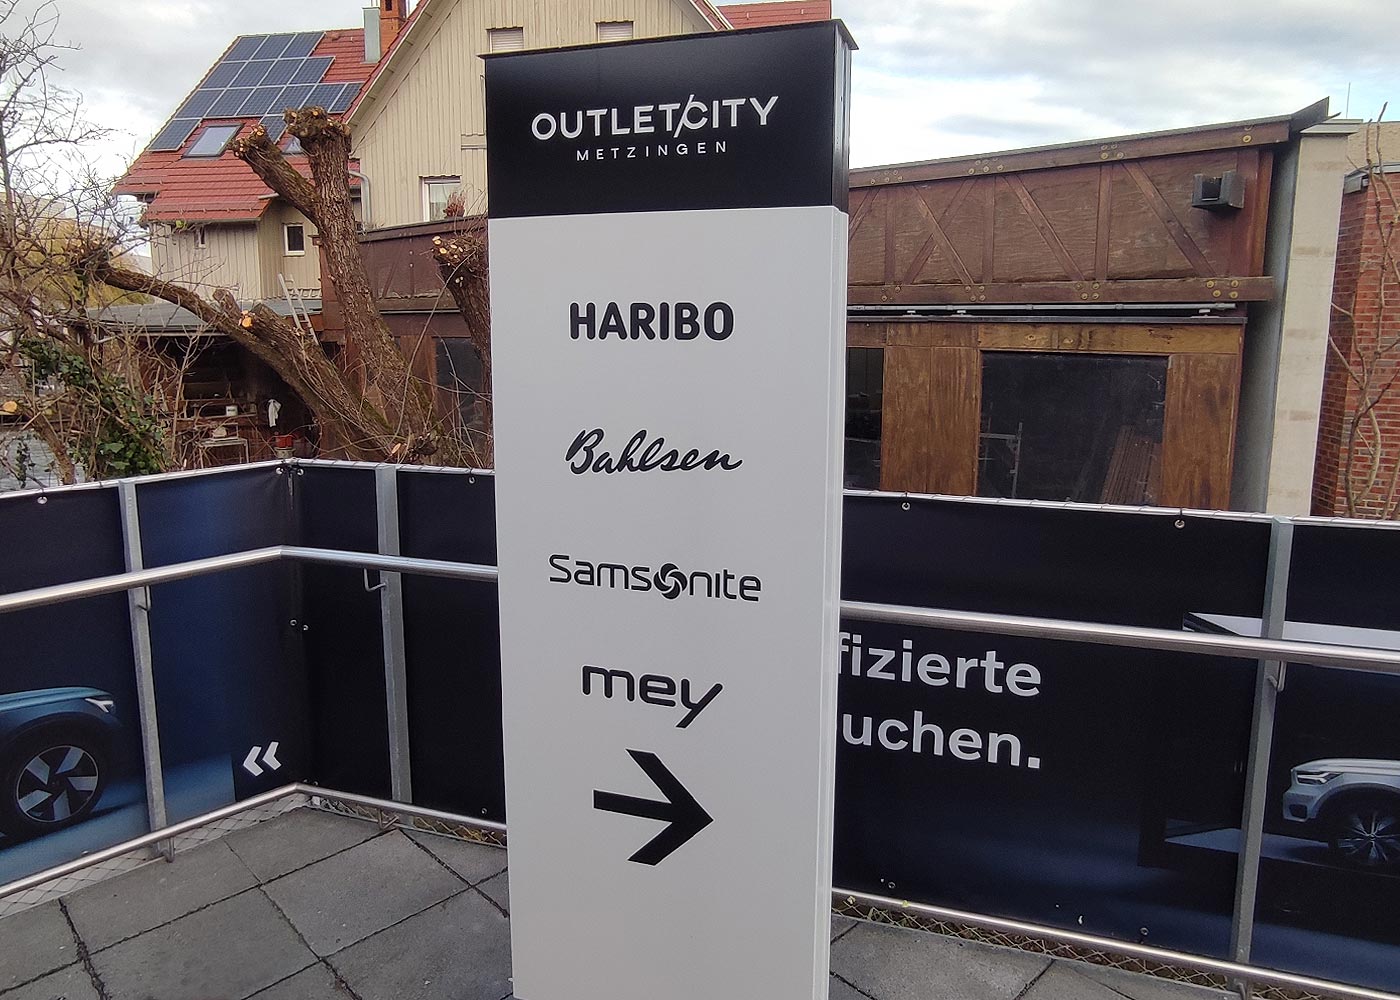 OUTLETCITY
METZINGEN
HARIBO
Bahlsen
Samsonite
mey
fizierte
uchen.